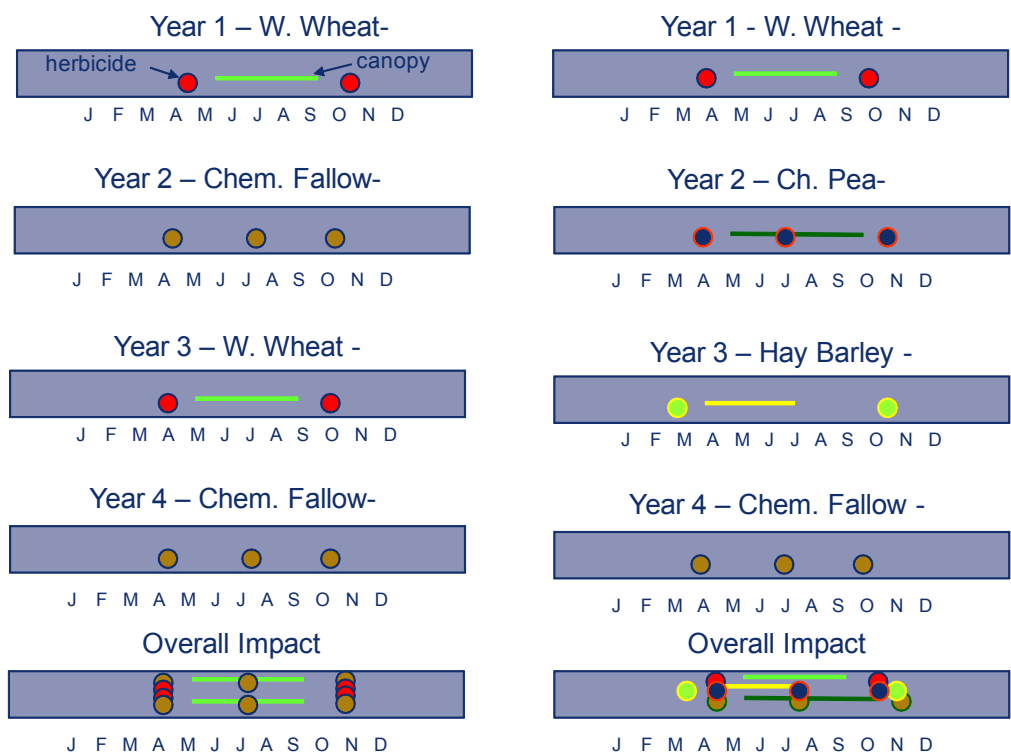 Year 1 – W. Wheat-
herbicide
canopy
J F M A M J J A S O N D
Year 2 – Chem. Fallow-
J F M A M J J A S O N D
Year 3 – W. Wheat -
J F M A M J J A S O N D
Year 4 – Chem. Fallow-
J F M A M J J A S O N D
Overall Impact
J F M A M J J A S O N D
Year 1 - W. Wheat -
J F M A M J J A S O N D
Year 2 – Ch. Pea-
J F M A M J J A S O N D
Year 3 – Hay Barley -
J F M A M J J A S O N D
Year 4 – Chem. Fallow -
J F M A M J J A S O N D
Overall Impact
J F M A M J J A S O N D